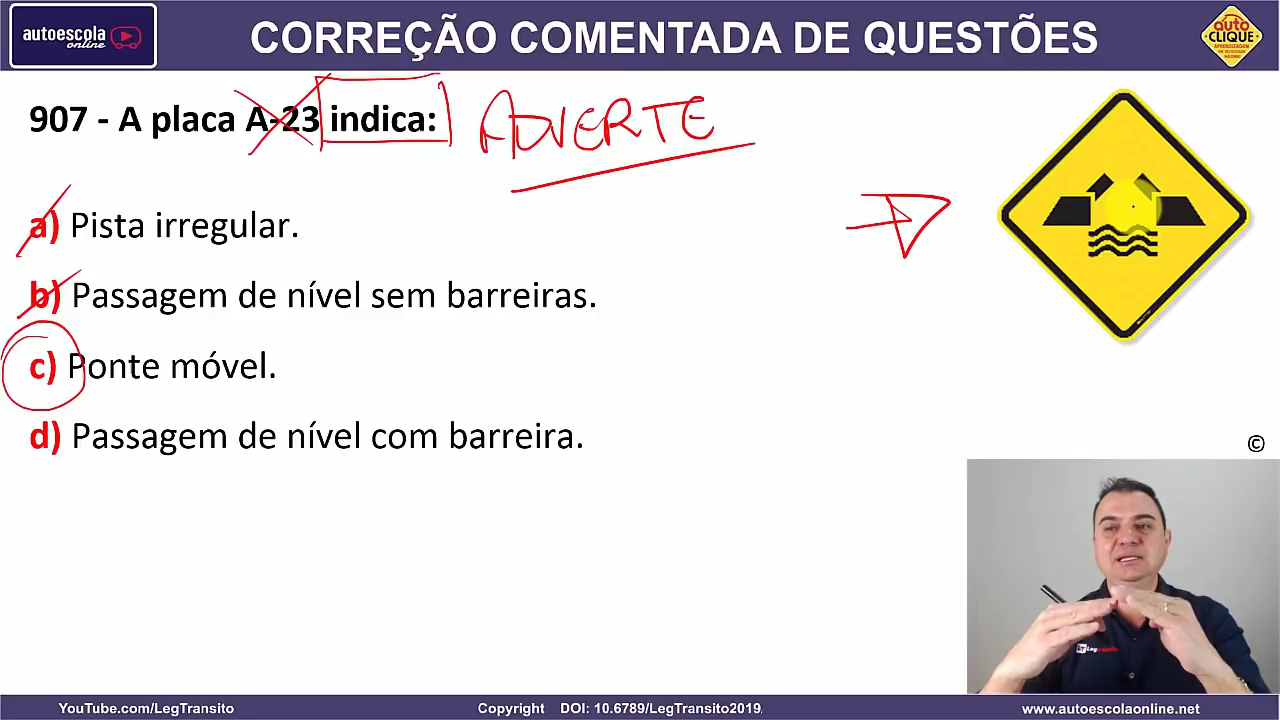 autoescola
online
CORREÇÃO COMENTADA DE QUESTÕES
auto
CLIQUE
907 - A placa A-23 indica:
ADVERTE
a) Pista irregular.
b) Passagem de nível sem barreiras.
c) Ponte móvel.
d) Passagem de nível com barreira.
©
YouTube.com/LegTransito
Copyright DOI: 10.6789/LegTransito2019
www.autoescolaonline.net